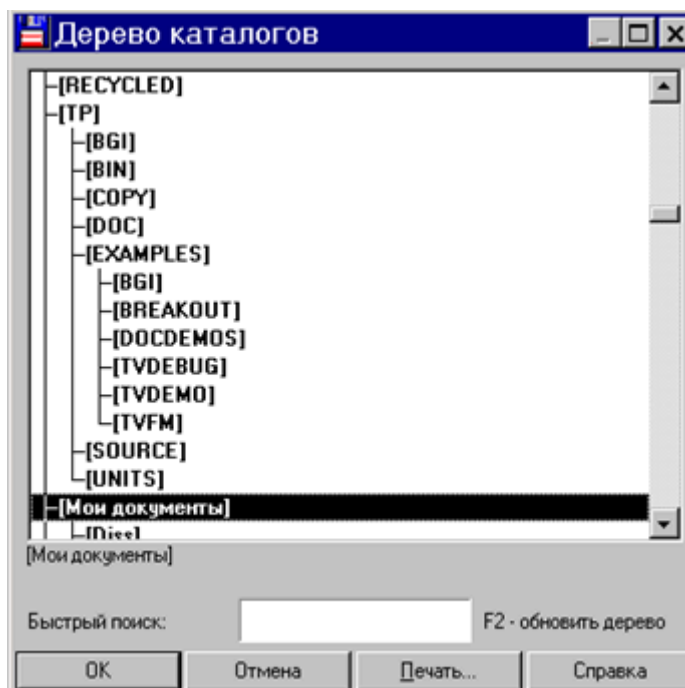 Дерево каталогов
[RECYCLED]
[TP]
[BGI]
[BIN]
[COPY]
[DOC]
[EXAMPLES]
[BGI]
[BREAKOUT]
[DOCDEMOS]
[TVDEBUG]
[TVDEMO]
[TVFM]
[SOURCE]
[UNITS]
[Мои документы]
[Diss]
[Мои документы]
Быстрый поиск: F2 - обновить дерево
OK Отмена Печать... Справка